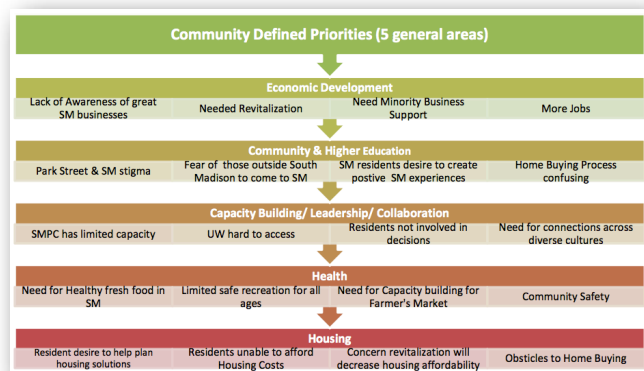 Community Defined Priorities (5 general areas)
Economic Development
Lack of Awareness of great
SM businesses
Needed Revitalization
Need Minority Business
Support
More Jobs
Community & Higher Education
Park Street & SM stigma
Fear of those outside South
Madison to come to SM
SM residents desire to create
postive SM experiences
Home Buying Process
confusing
Capacity Building/ Leadership/ Collaboration
SMPC has limited capacity
UW hard to access
Residents not involved in
decisions
Need for connections across
diverse cultures
Health
Need for Healthy fresh food in
SM
Limited safe recreation for all
ages
Need for Capacity building for
Farmer's Market
Community Safety
Housing
Resident desire to help plan
housing solutions
Residents unable to afford
Housing Costs
Concern revitalization will
decrease housing affordability
Obsticles to Home Buying